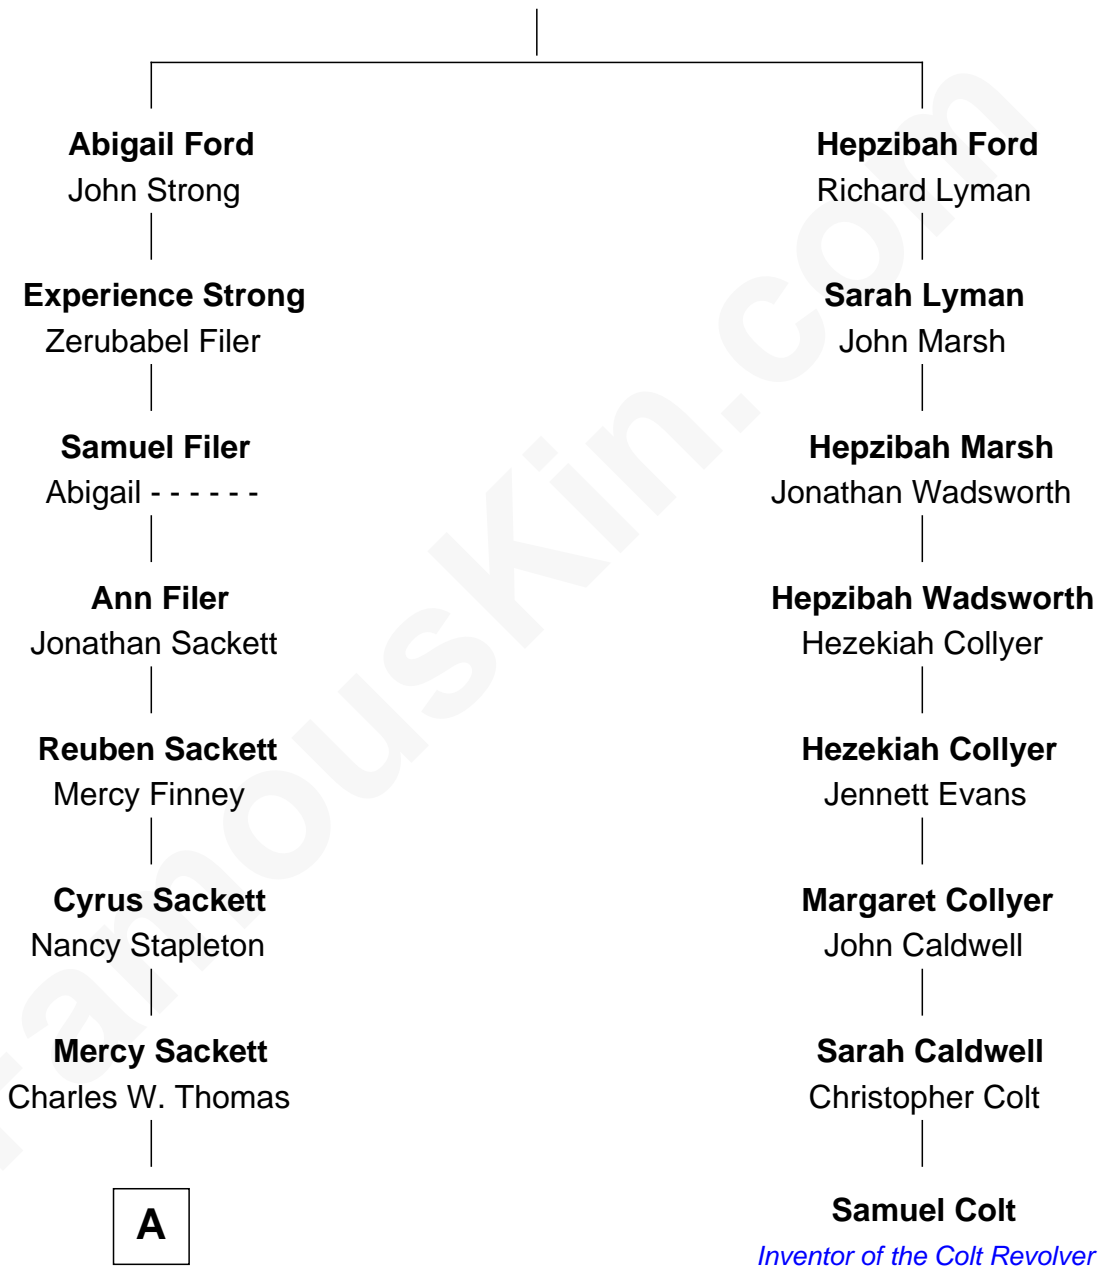 Abigail Ford
John Strong
Hepzibah Ford
Richard Lyman
Experience Strong
Zerubabel Filer
Sarah Lyman
John Marsh
Samuel Filer
Abigail - - - - - -
Hepzibah Marsh
Jonathan Wadsworth
Ann Filer
Jonathan Sackett
Hepzibah Wadsworth
Hezekiah Collyer
Reuben Sackett
Mercy Finney
Hezekiah Collyer
Jennett Evans
Cyrus Sackett
Nancy Stapleton
Margaret Collyer
John Caldwell
Mercy Sackett
Charles W. Thomas
Sarah Caldwell
Christopher Colt
A
Samuel Colt
Inventor of the Colt Revolver
FamousKin.com